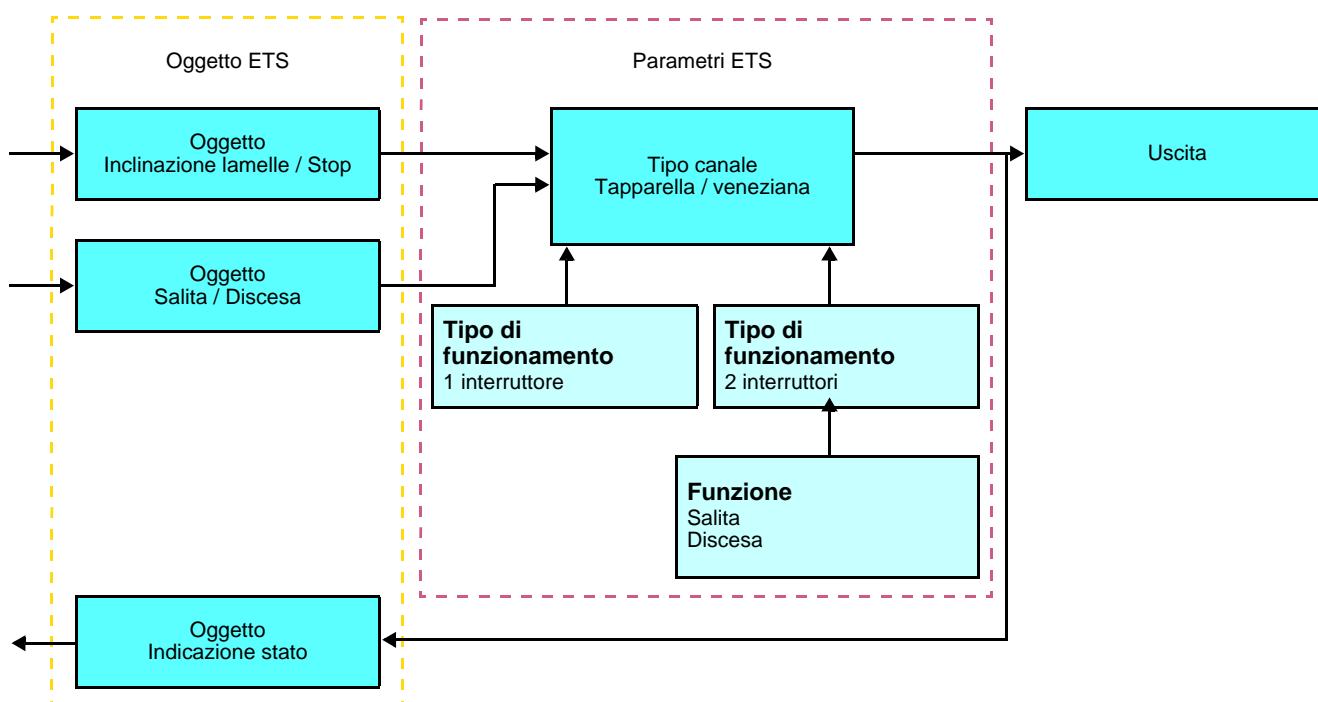 Oggetto ETS
Parametri ETS
Oggetto
Inclinazione lamelle / Stop
Tipo canale
Tapparella / veneziana
Uscita
Oggetto
Salita / Discesa
Tipo di
funzionamento
1 interruttore
Tipo di
funzionamento
2 interruttori
Funzione
Salita
Discesa
Oggetto
Indicazione stato